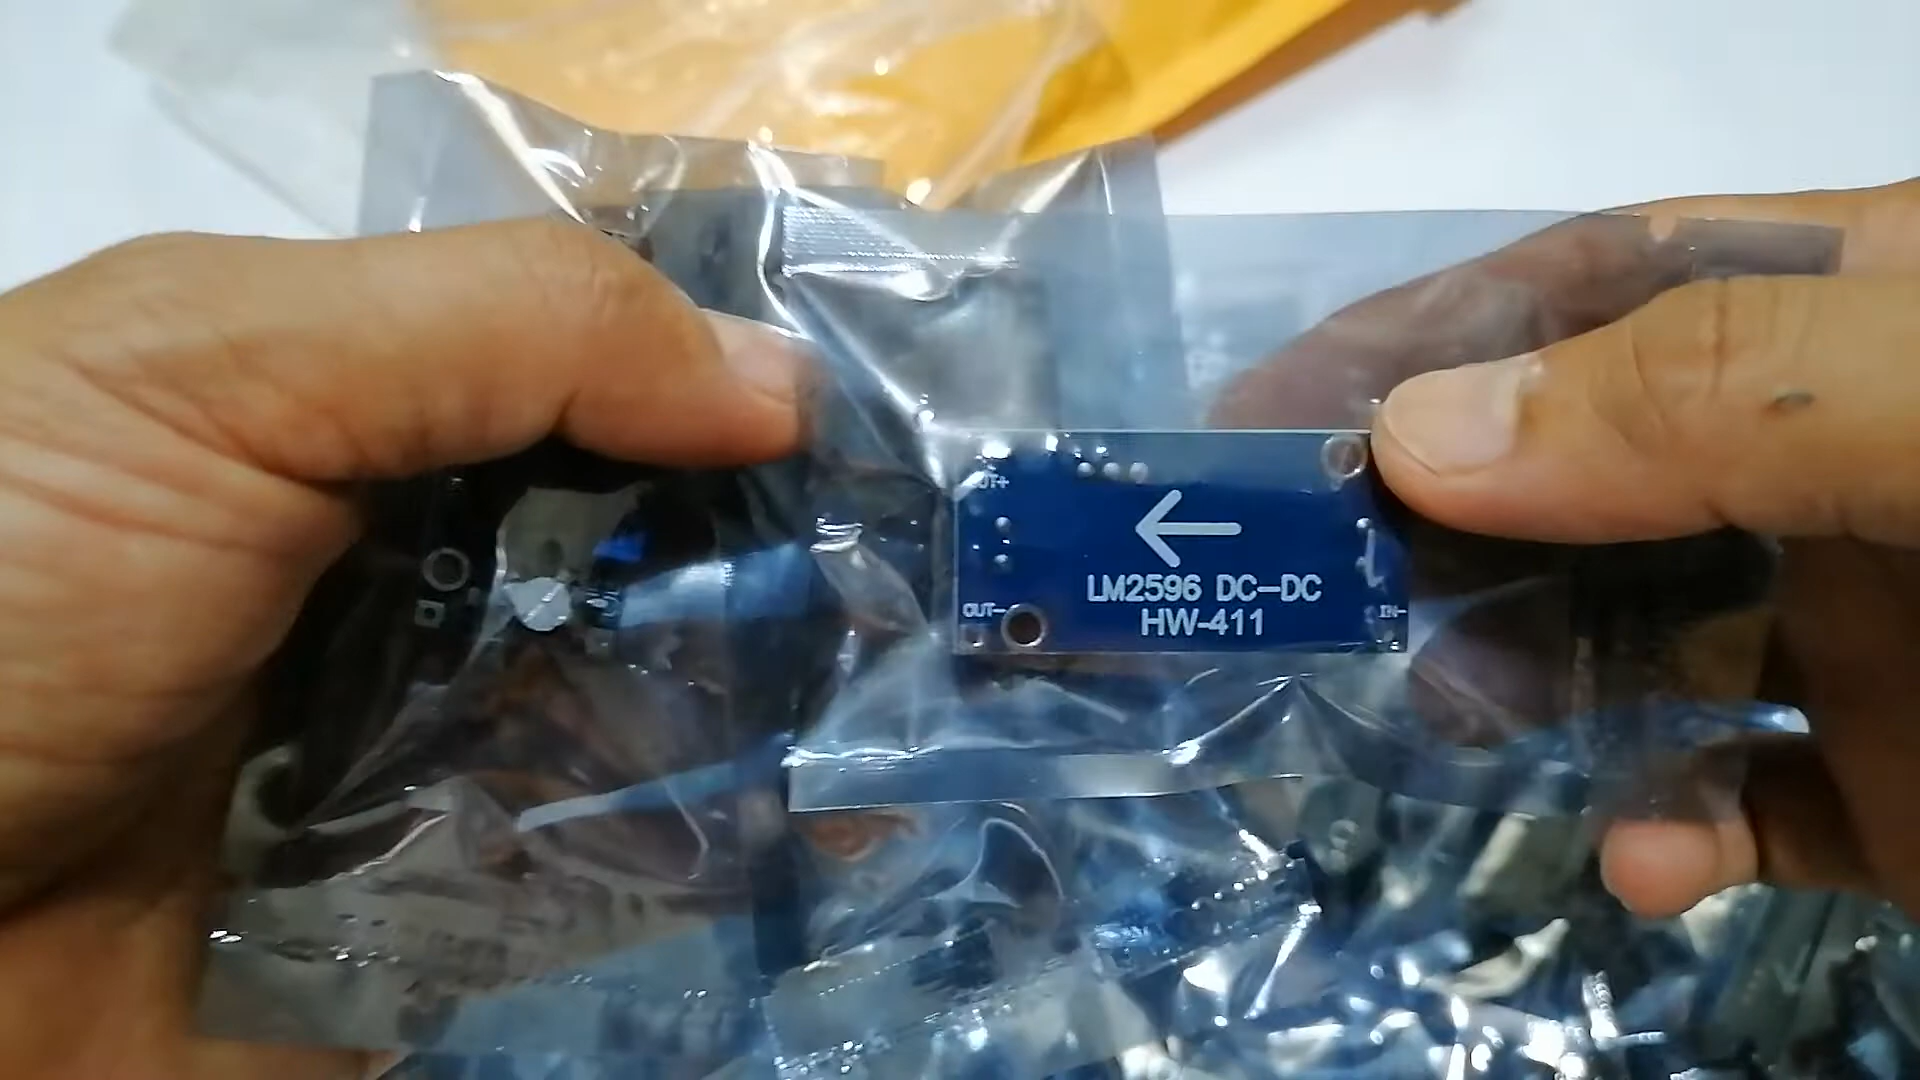 OUT+
LM2596 DC-DC
HW-411
OUT-
IN-